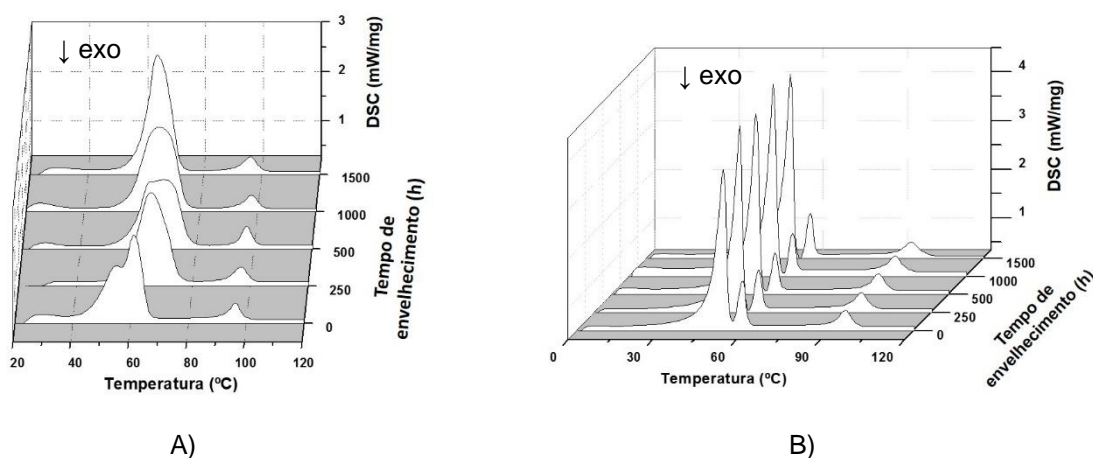 ↓ exo
3
2
1
DSC (mW/mg)
1500
1000
500
250
0
Tempo de
envelhecimento (h)
20 40 60 80 100 120
Temperatura (ºC)
A)
↓ exo
4
3
2
1
DSC (mW/mg)
1500
1000
500
250
0
Tempo de
envelhecimento (h)
0 30 60 90 120
Temperatura (ºC)
B)